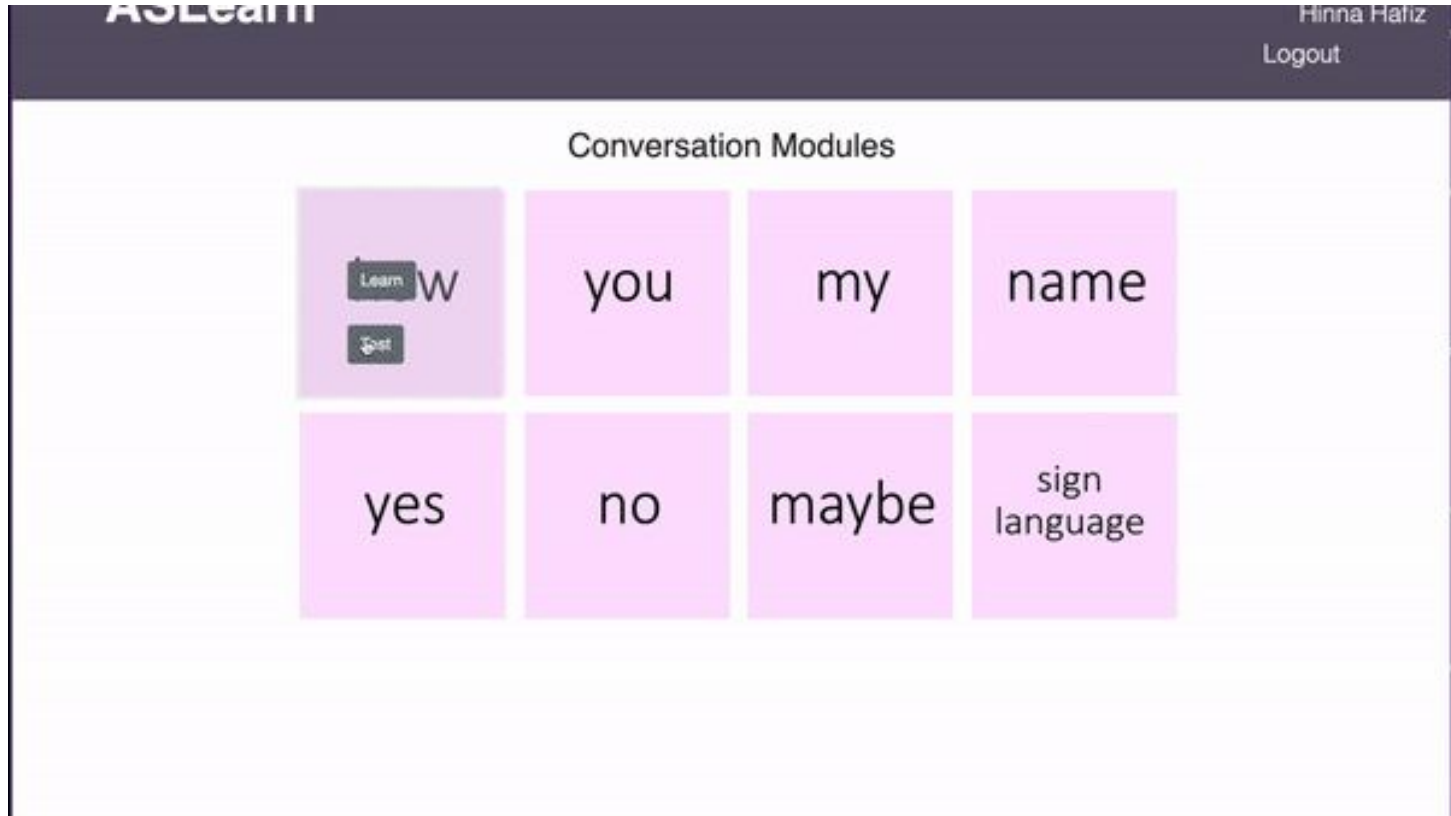 ASLearn
Hinna Hafiz
Logout
Conversation Modules
Learn
Test
you
my
name
yes
no
maybe
sign
language